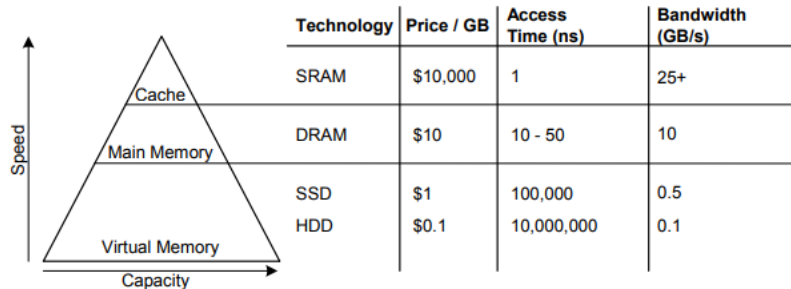 Technology Price / GB Access Time (ns) Bandwidth (GB/s)
SRAM $10,000 1 25+
Cache
DRAM $10 10 - 50 10
Main Memory
SSD $1 100,000 0.5
HDD $0.1 10,000,000 0.1
Virtual Memory
Speed
Capacity